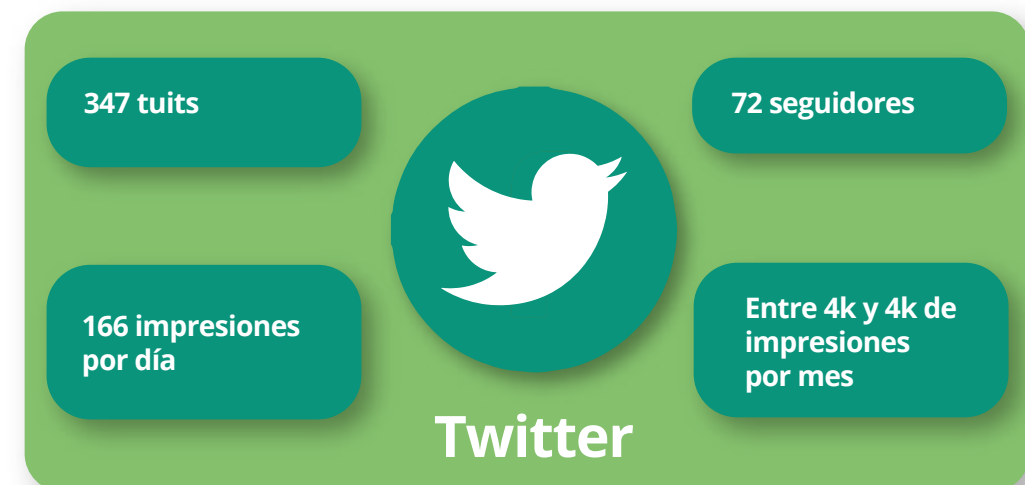 347 tuits
72 seguidores
166 impresiones
por día
Entre 4k y 4k de
impresiones
por mes
Twitter